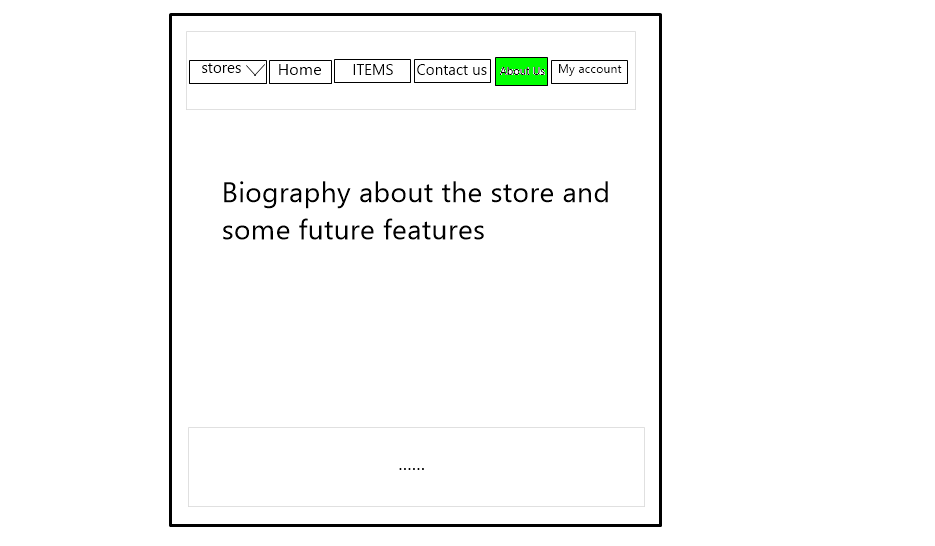 stores Home ITEMS Contact us About Us My account
Biography about the store and
some future features
......